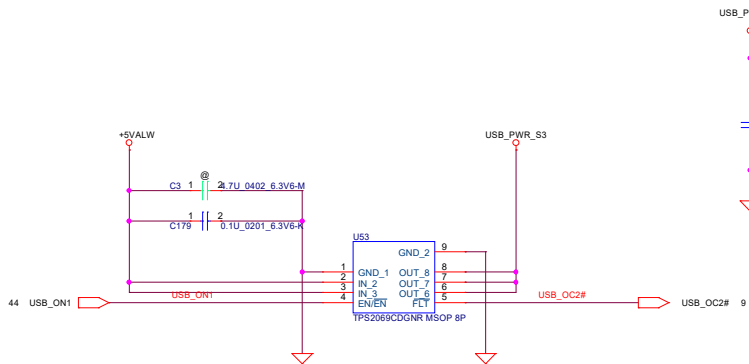 USB_P
+5VALW
USB_PWR_S3
@
C3 1 2 4.7U_0402_6.3V6-M
C179 1 2 0.1U_0201_6.3V6-K
U53
GND_2 9
1 GND_1 OUT_8 8
2 IN_2 OUT_7 7
3 IN_3 OUT_6 6
4 EN/EN FLT 5
44 USB_ON1 USB_ON1 USB_OC2# USB_OC2# 9
TPS2069CDGNR MSOP 8P